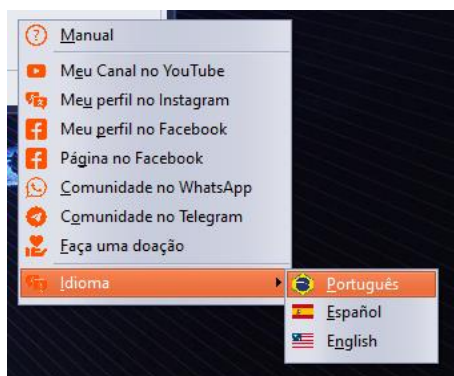 Manual
Meu Canal no YouTube
Meu perfil no Instagram
Meu perfil no Facebook
Página no Facebook
Comunidade no WhatsApp
Comunidade no Telegram
Faça uma doação
Idioma
Português
Español
English